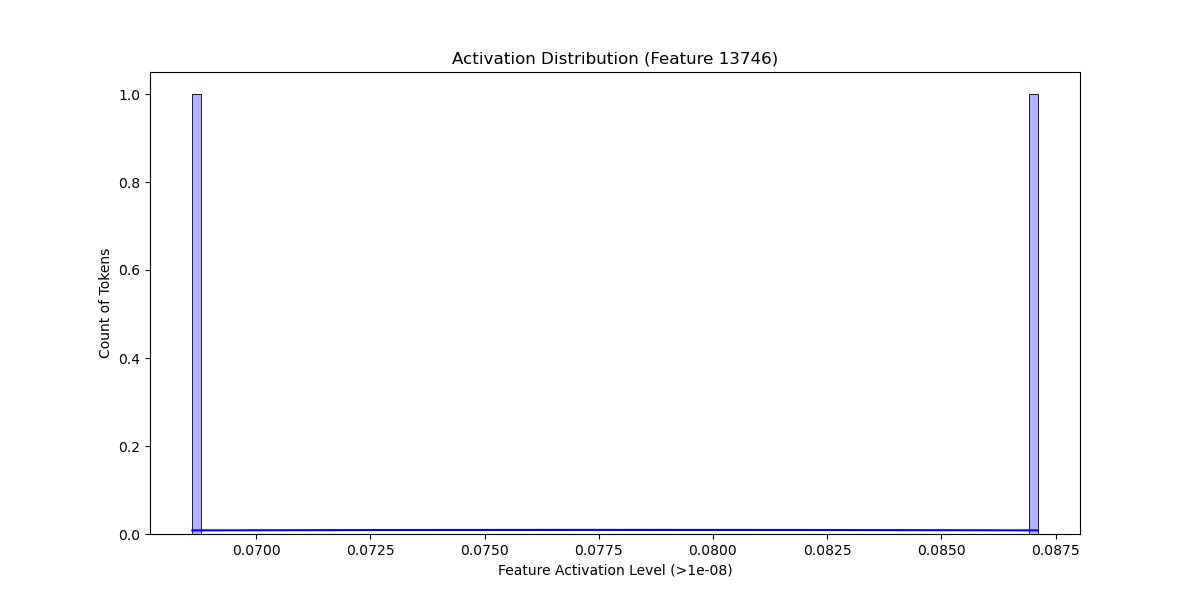 Activation Distribution (Feature 13746)
Count of Tokens
1.0
0.8
0.6
0.4
0.2
0.0
0.0700 0.0725 0.0750 0.0775 0.0800 0.0825 0.0850 0.0875
Feature Activation Level (>1e-08)